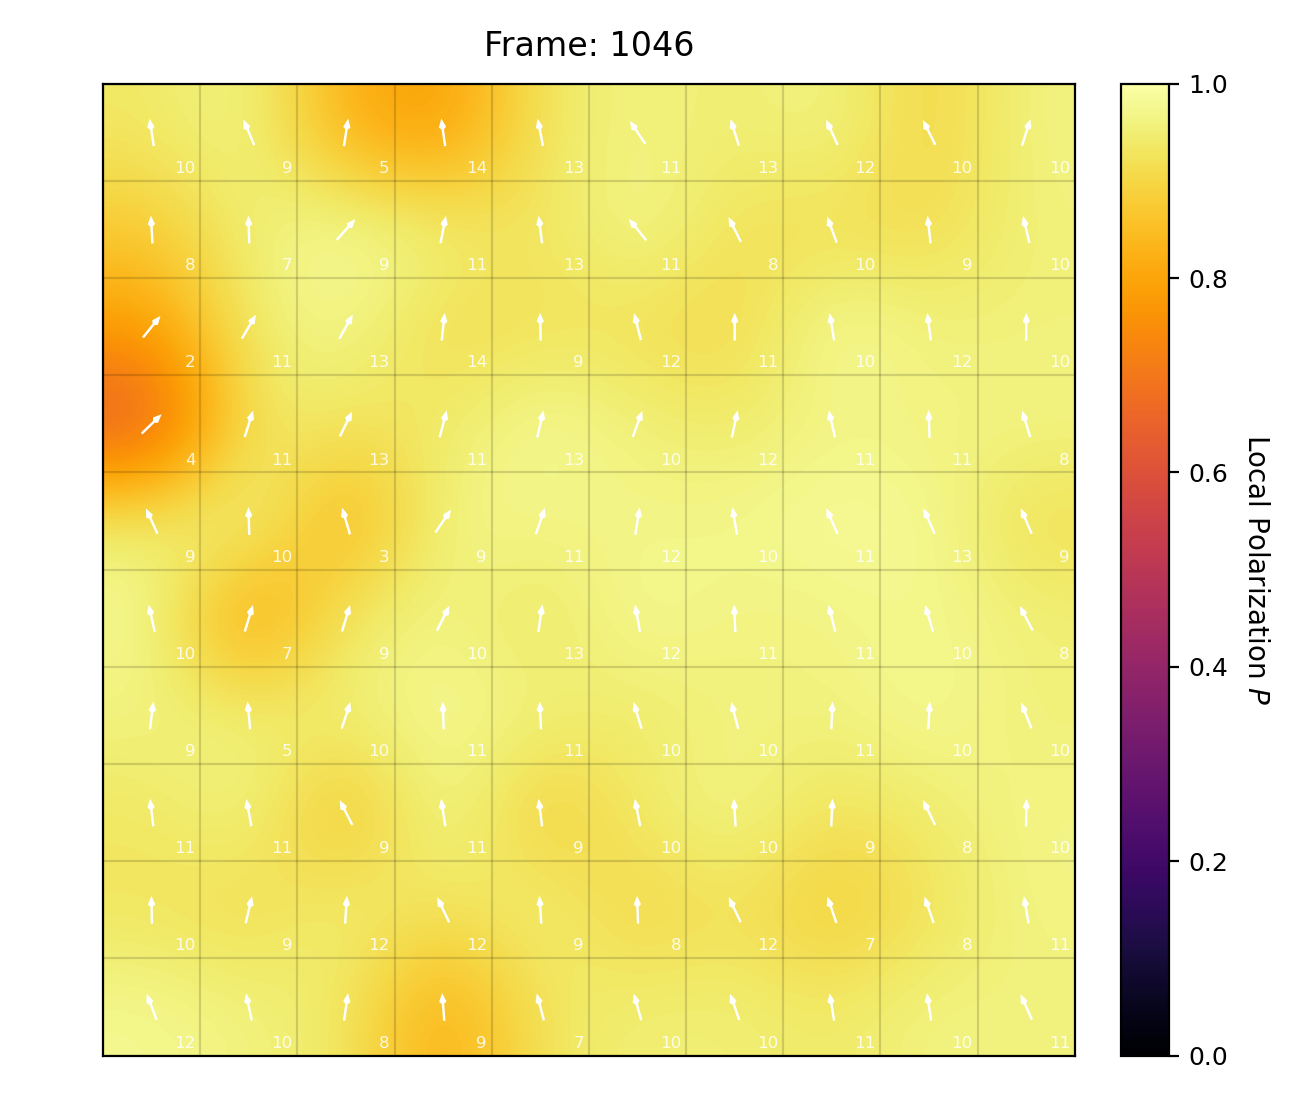 Frame: 1046
10 9 5 14 13 11 13 12 10 10
8 7 9 11 13 11 8 10 9 10
2 11 13 14 9 12 11 10 12 10
4 11 13 11 13 10 12 11 11 8
9 10 3 9 11 12 10 11 13 9
10 7 9 10 13 12 11 11 10 8
9 5 10 11 11 10 10 11 10 10
11 11 9 11 9 10 10 9 8 10
10 9 12 12 9 8 12 7 8 11
12 10 8 9 7 10 10 11 10 11
1.0
0.8
0.6
0.4
0.2
0.0
Local Polarization P